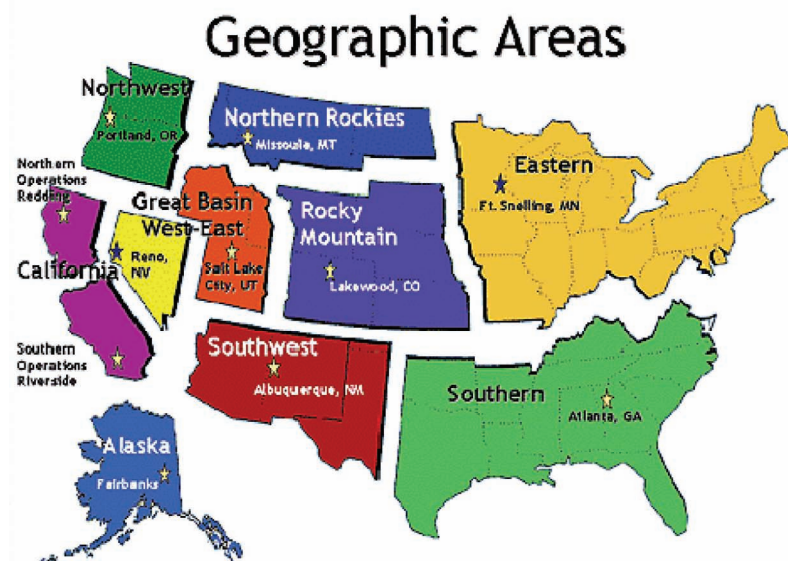 Geographic Areas
Northwest
Portland, OR
Northern Rockies
Missoula, MT
Eastern
Ft. Snelling, MN
Northern
Operations
Redding
Great Basin
West-East
Rocky
Mountain
Reno,
NV
Salt Lake
City, UT
California
Lakewood, CO
Southwest
Albuquerque, NM
Southern
Operations
Riverside
Southern
Atlanta, GA
Alaska
Fairbanks